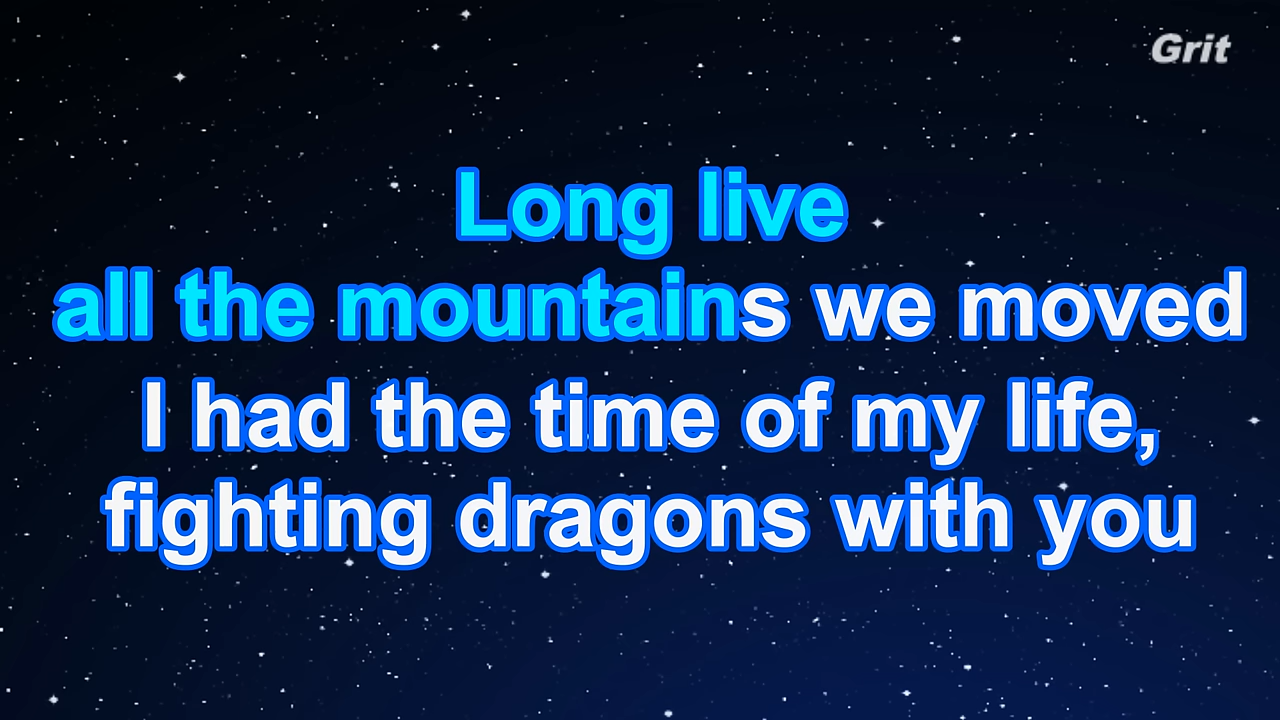 Grit
Long live
all the mountains we moved
I had the time of my life,
fighting dragons with you